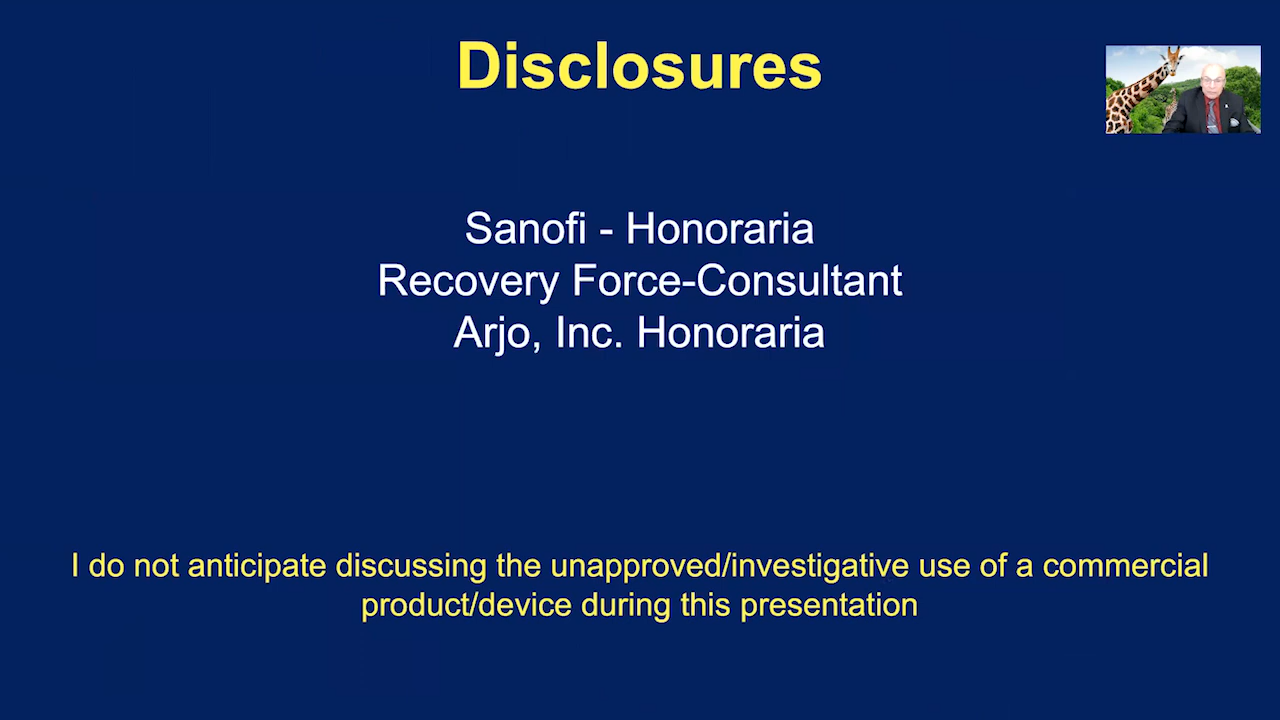 Disclosures
Sanofi - Honoraria
Recovery Force-Consultant
Arjo, Inc. Honoraria
I do not anticipate discussing the unapproved/investigative use of a commercial
product/device during this presentation